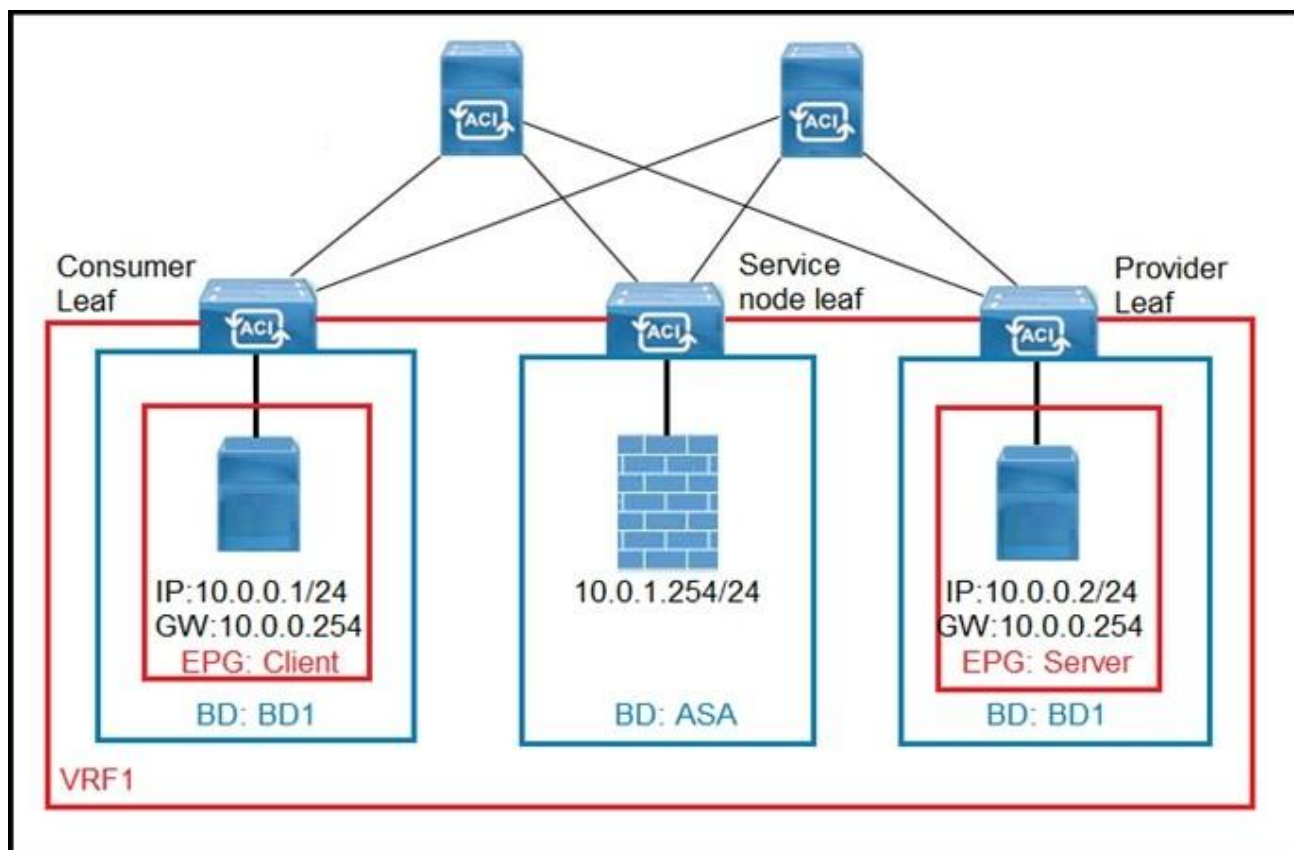 ACI
ACI
Consumer
Leaf
Service
node leaf
Provider
Leaf
ACI
ACI
ACI
IP:10.0.0.1/24
GW:10.0.0.254
EPG: Client
BD: BD1
10.0.1.254/24
BD: ASA
IP:10.0.0.2/24
GW:10.0.0.254
EPG: Server
BD: BD1
VRF1